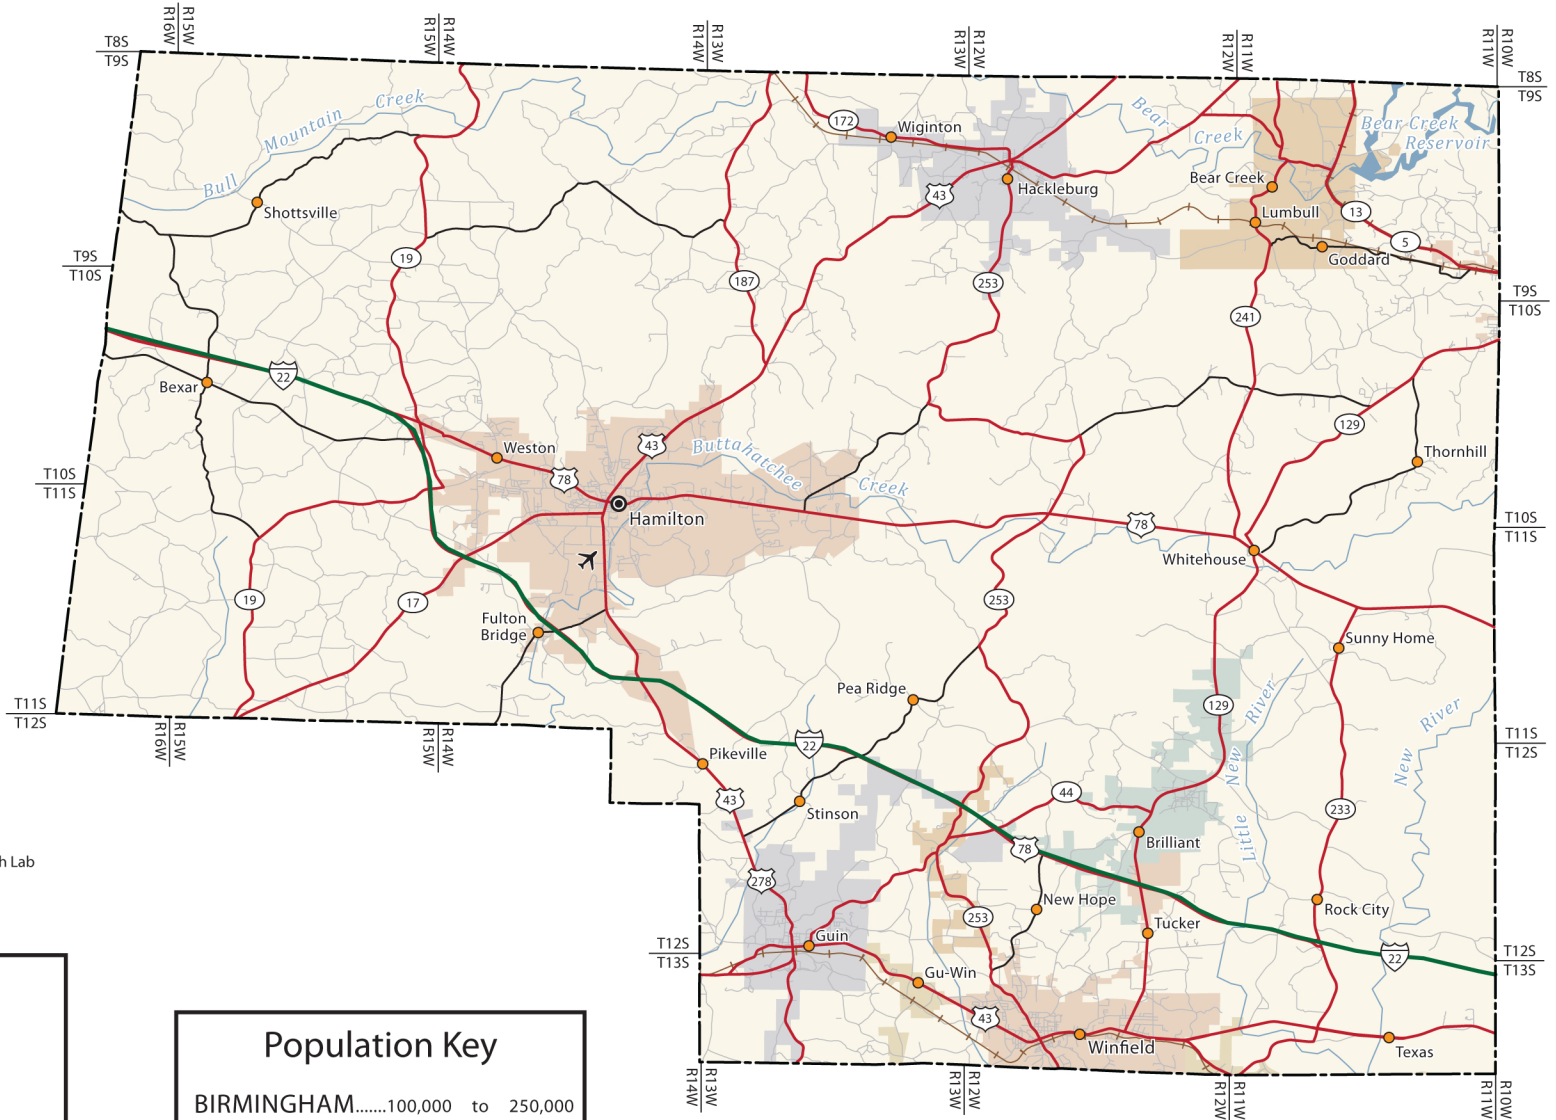 R16W
R15W
R15W
R14W
R14W
R13W
R13W
R12W
R12W
R11W
R11W
R10W
T8S
T9S
T8S
T9S
Bull Mountain Creek
172
Wiginton
Bear Creek
Bear Creek
Reservoir
Bear Creek
Hackleburg
43
Shottsville
Lumbull
13
5
Goddard
19
T9S
T10S
187
253
T9S
T10S
241
22
Bexar
129
Weston
43
Buttahatchee Creek
Thornhill
78
T10S
T11S
Hamilton
78
T10S
T11S
Whitehouse
19
17
253
Fulton
Bridge
Sunny Home
Pea Ridge
T11S
T12S
129
Little New River
New River
R16W
R15W
R15W
R14W
22
T11S
T12S
Pikeville
43
Stinson
44
233
78
Brilliant
h Lab
278
New Hope
Rock City
253
Tucker
Guin
T12S
T13S
22
T12S
T13S
Gu-Win
43
Winfield
Texas
R14W
R13W
R13W
R12W
R12W
R11W
R11W
R10W
Population Key
BIRMINGHAM.......100,000 to 250,000